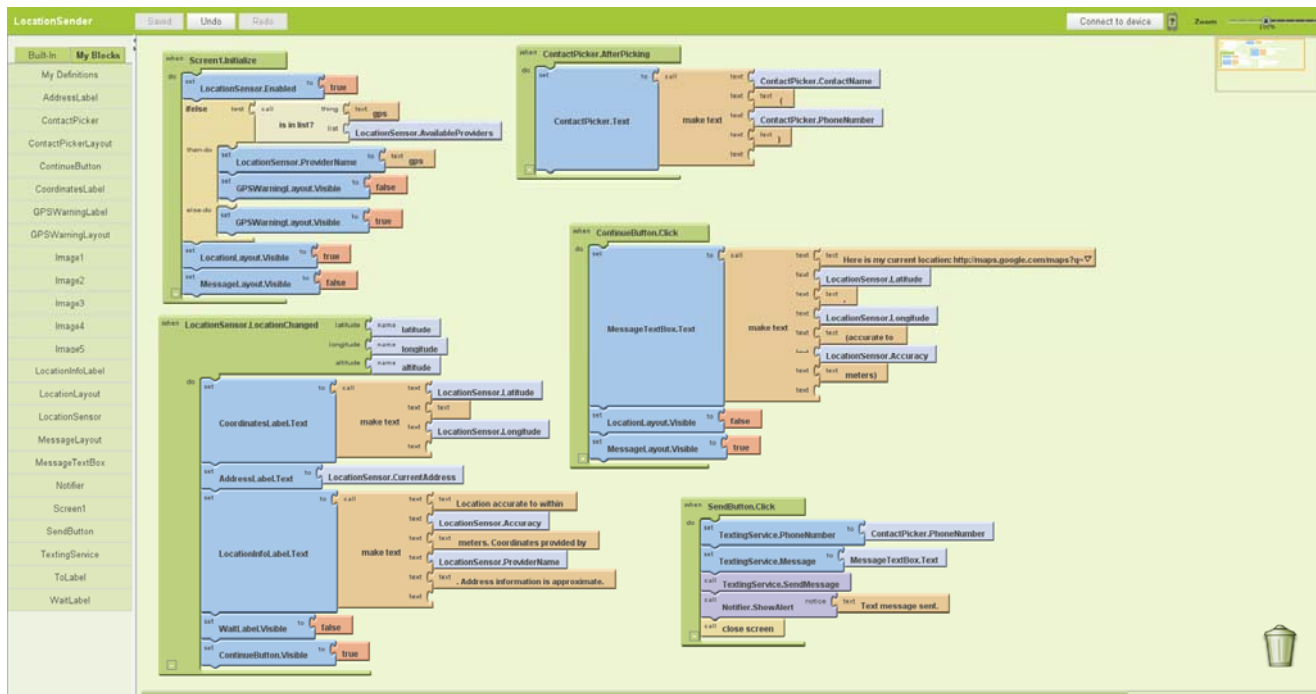 LocationSender
Saved Undo Redo
Connect to device ? Zoom 100%
Built-In My Blocks
My Definitions
AddressLabel
ContactPicker
ContactPickerLayout
ContinueButton
CoordinatesLabel
GPSWarningLabel
GPSWarningLayout
Image1
Image2
Image3
Image4
Image5
LocationInfoLabel
LocationLayout
LocationSensor
MessageLayout
MessageTextBox
Notifier
Screen1
SendButton
TextingService
ToLabel
WaitLabel
when Screen1.Initialize
do set LocationSensor.Enabled to true
ifelse test call is in list? thing text gps
list LocationSensor.AvailableProviders
then-do set LocationSensor.ProviderName to text gps
set GPSWarningLayout.Visible to false
else-do set GPSWarningLayout.Visible to true
set LocationLayout.Visible to true
set MessageLayout.Visible to false
when LocationSensor.LocationChanged latitude name latitude
longitude name longitude
altitude name altitude
do set CoordinatesLabel.Text to call make text text LocationSensor.Latitude
text text
text LocationSensor.Longitude
text
set AddressLabel.Text to LocationSensor.CurrentAddress
set LocationInfoLabel.Text to call make text text text Location accurate to within
text LocationSensor.Accuracy
text text meters. Coordinates provided by
text LocationSensor.ProviderName
text text . Address information is approximate.
text
set WaitLabel.Visible to false
set ContinueButton.Visible to true
when ContactPicker.AfterPicking
do set ContactPicker.Text to call make text text ContactPicker.ContactName
text text (
text ContactPicker.PhoneNumber
text text )
text
when ContinueButton.Click
do set MessageTextBox.Text to call make text text text Here is my current location: http://maps.google.com/maps?q=
text LocationSensor.Latitude
text text ,
text LocationSensor.Longitude
text text (accurate to
text LocationSensor.Accuracy
text text meters)
text
set LocationLayout.Visible to false
set MessageLayout.Visible to true
when SendButton.Click
do set TextingService.PhoneNumber to ContactPicker.PhoneNumber
set TextingService.Message to MessageTextBox.Text
call TextingService.SendMessage
call Notifier.ShowAlert notice text Text message sent.
call close screen